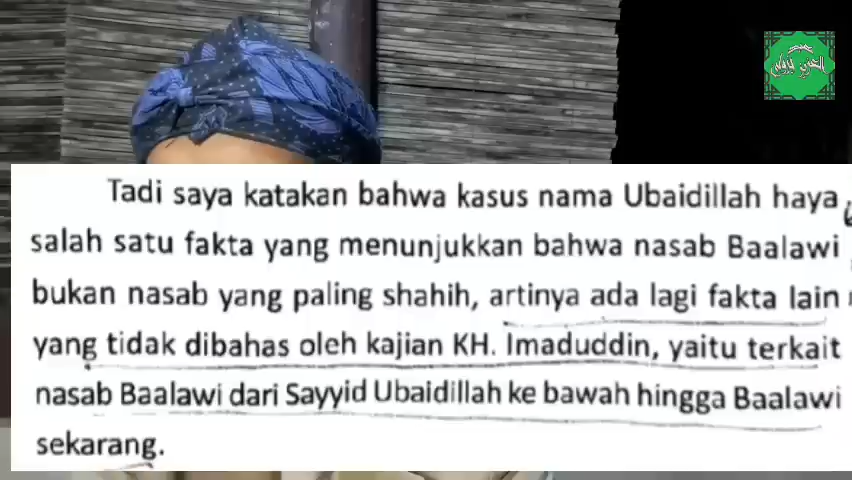 Tadi saya katakan bahwa kasus nama Ubaidillah haya
salah satu fakta yang menunjukkan bahwa nasab Baalawi
bukan nasab yang paling shahih, artinya ada lagi fakta lain
yang tidak dibahas oleh kajian KH. Imaduddin, yaitu terkait
nasab Baalawi dari Sayyid Ubaidillah ke bawah hingga Baalawi
sekarang.